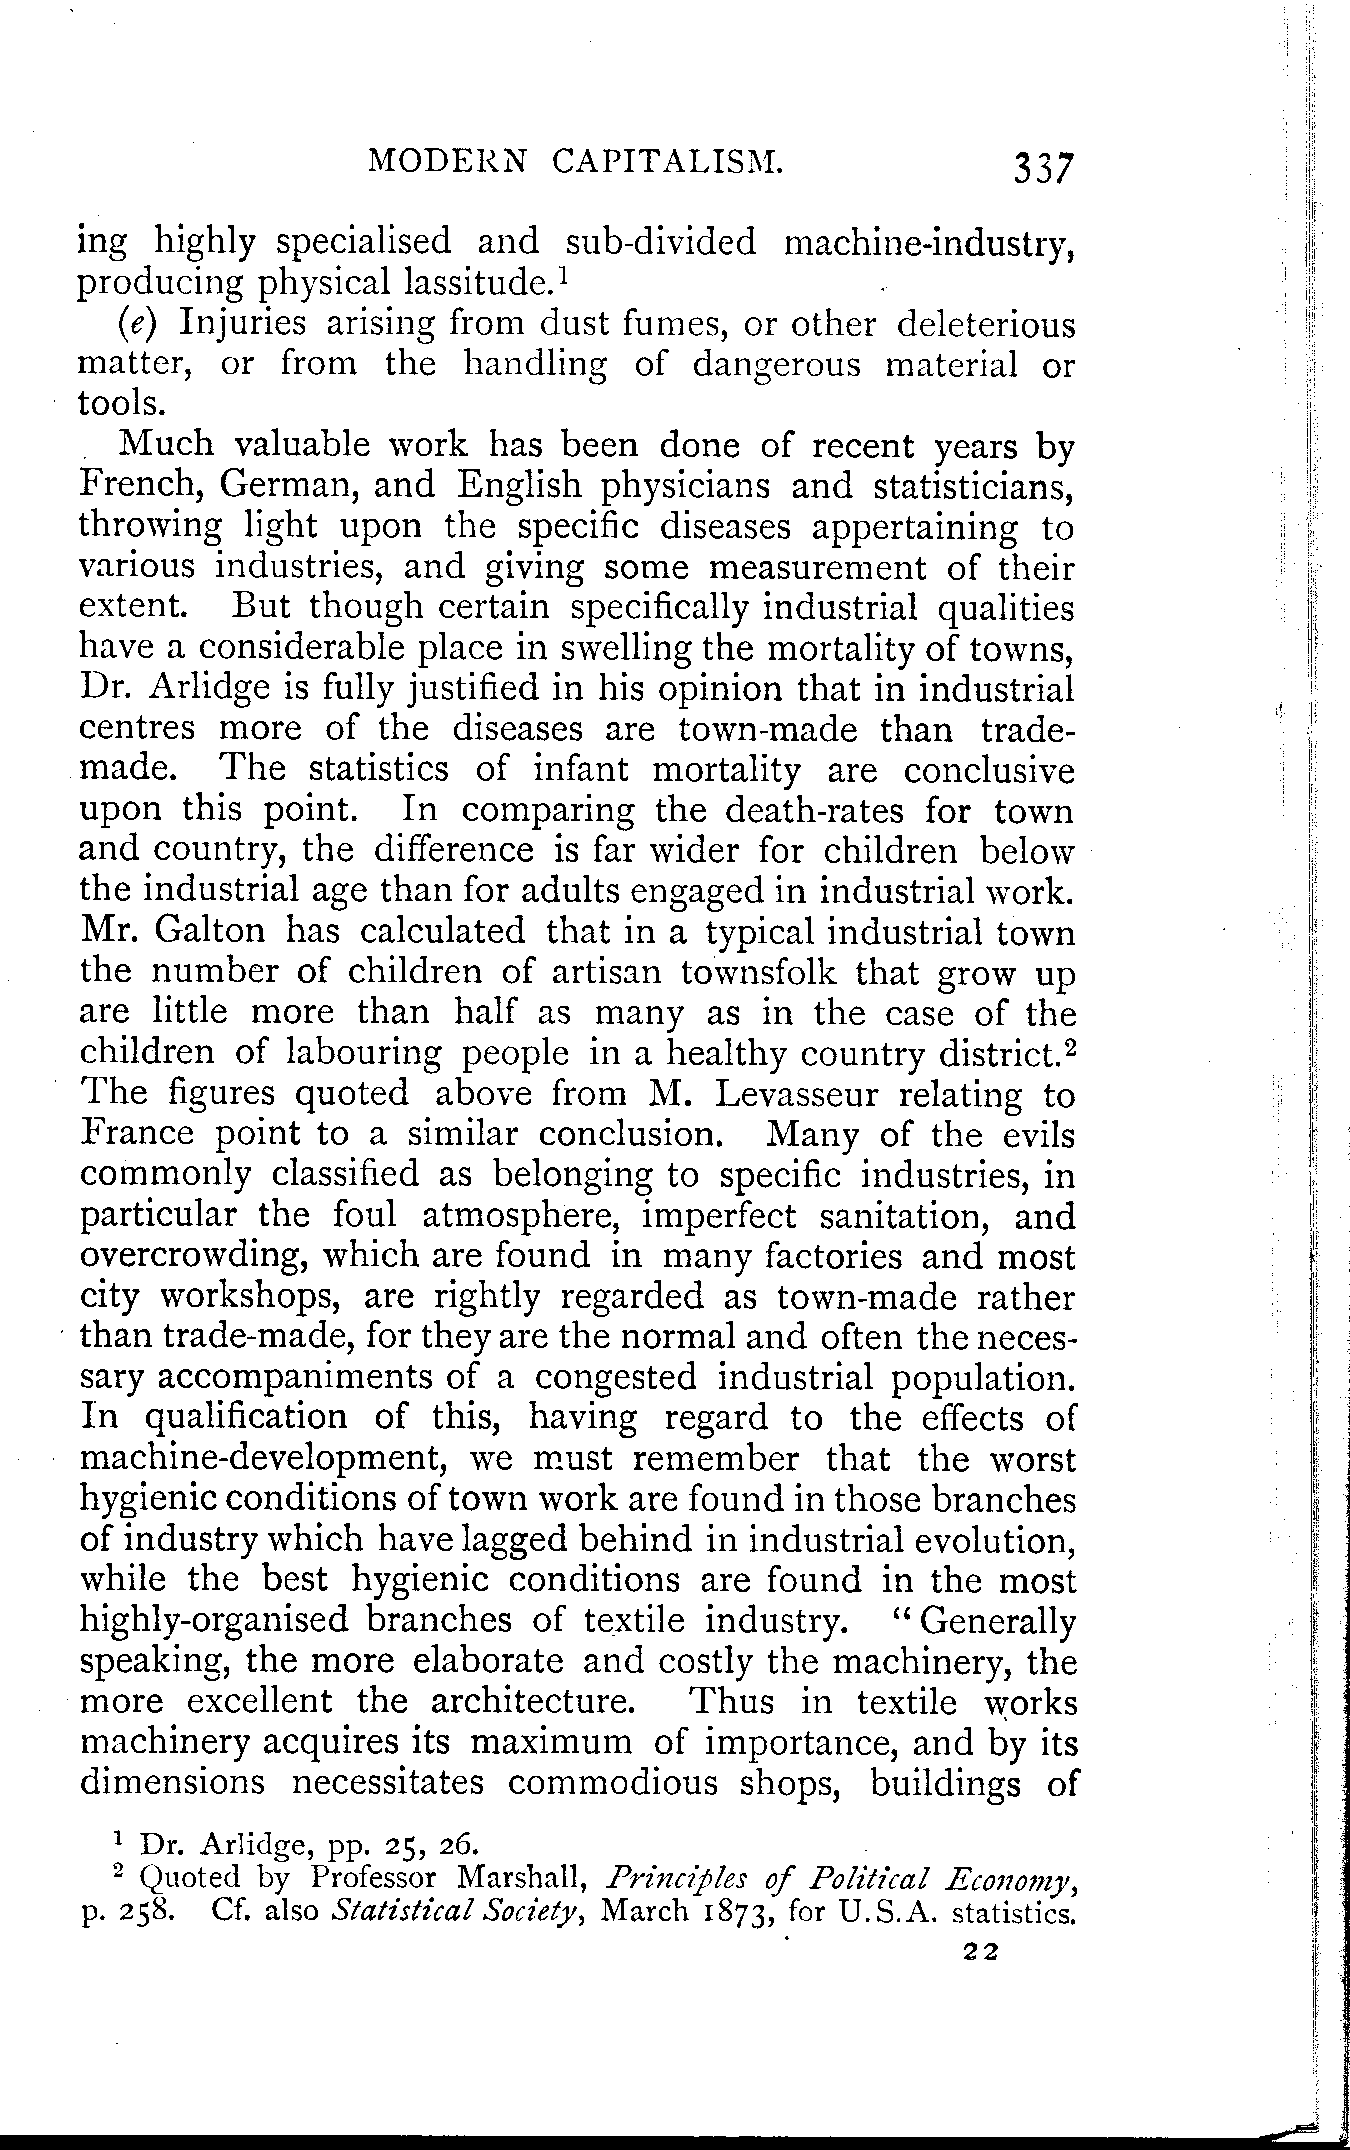 MODERN CAPITALISM. 337
ing highly specialised and sub-divided machine-industry,
producing physical lassitude.¹
(e) Injuries arising from dust fumes, or other deleterious
matter, or from the handling of dangerous material or
tools.
Much valuable work has been done of recent years by
French, German, and English physicians and statisticians,
throwing light upon the specific diseases appertaining to
various industries, and giving some measurement of their
extent. But though certain specifically industrial qualities
have a considerable place in swelling the mortality of towns,
Dr. Arlidge is fully justified in his opinion that in industrial
centres more of the diseases are town-made than trade-
made. The statistics of infant mortality are conclusive
upon this point. In comparing the death-rates for town
and country, the difference is far wider for children below
the industrial age than for adults engaged in industrial work.
Mr. Galton has calculated that in a typical industrial town
the number of children of artisan townsfolk that grow up
are little more than half as many as in the case of the
children of labouring people in a healthy country district.²
The figures quoted above from M. Levasseur relating to
France point to a similar conclusion. Many of the evils
commonly classified as belonging to specific industries, in
particular the foul atmosphere, imperfect sanitation, and
overcrowding, which are found in many factories and most
city workshops, are rightly regarded as town-made rather
than trade-made, for they are the normal and often the neces-
sary accompaniments of a congested industrial population.
In qualification of this, having regard to the effects of
machine-development, we must remember that the worst
hygienic conditions of town work are found in those branches
of industry which have lagged behind in industrial evolution,
while the best hygienic conditions are found in the most
highly-organised branches of textile industry. "Generally
speaking, the more elaborate and costly the machinery, the
more excellent the architecture. Thus in textile works
machinery acquires its maximum of importance, and by its
dimensions necessitates commodious shops, buildings of
¹ Dr. Arlidge, pp. 25, 26.
² Quoted by Professor Marshall, Principles of Political Economy,
p. 258. Cf. also Statistical Society, March 1873, for U.S.A. statistics.
22